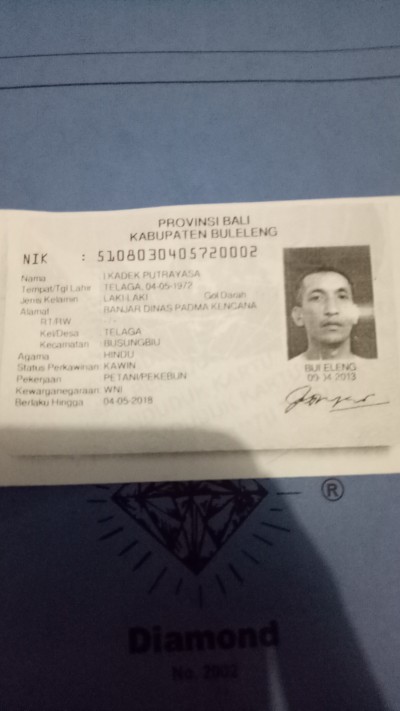 PROVINSI BALI
KABUPATEN BULELENG
NIK : 5108030405720002
Nama I KADEK PUTRAYASA
Tempat/Tgl Lahir TELAGA, 04-05-1972
Jenis Kelamin LAKI-LAKI Gol Darah
Alamat BANJAR DINAS PADMA KENCANA
RT/RW
Kel/Desa TELAGA
Kecamatan BUSUNGBIU
Agama HINDU
Status Perkawinan: KAWIN
Pekerjaan PETANI/PEKEBUN
Kewarganegaraan: WNI
Berlaku Hingga 04-05-2018
BULELENG
2013
®
Diamond
No. 2002